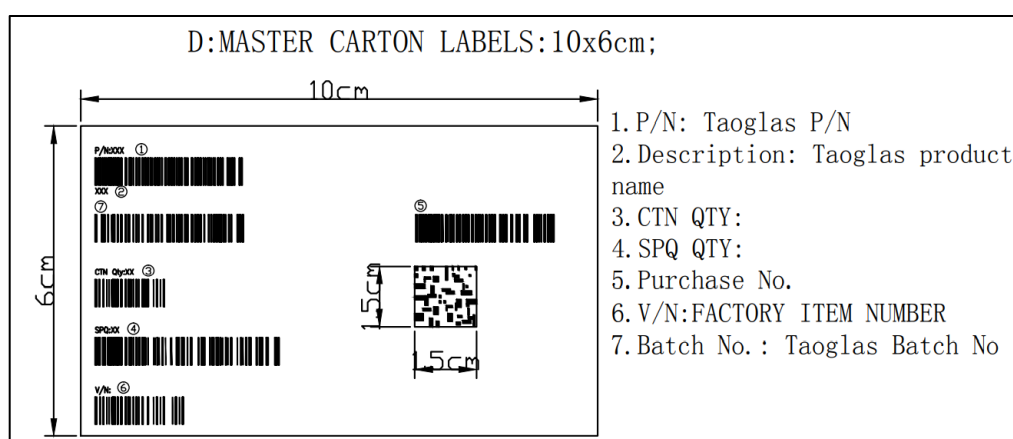 D:MASTER CARTON LABELS:10x6cm;
10cm
6cm
P/N:XXX ①
XXX ②
⑦
⑤
CTN Qty:XX ③
SPQ:XX ④
V/N: ⑥
1.5cm
1.5cm
1.P/N: Taoglas P/N
2.Description: Taoglas product
name
3.CTN QTY:
4.SPQ QTY:
5.Purchase No.
6.V/N:FACTORY ITEM NUMBER
7.Batch No.: Taoglas Batch No